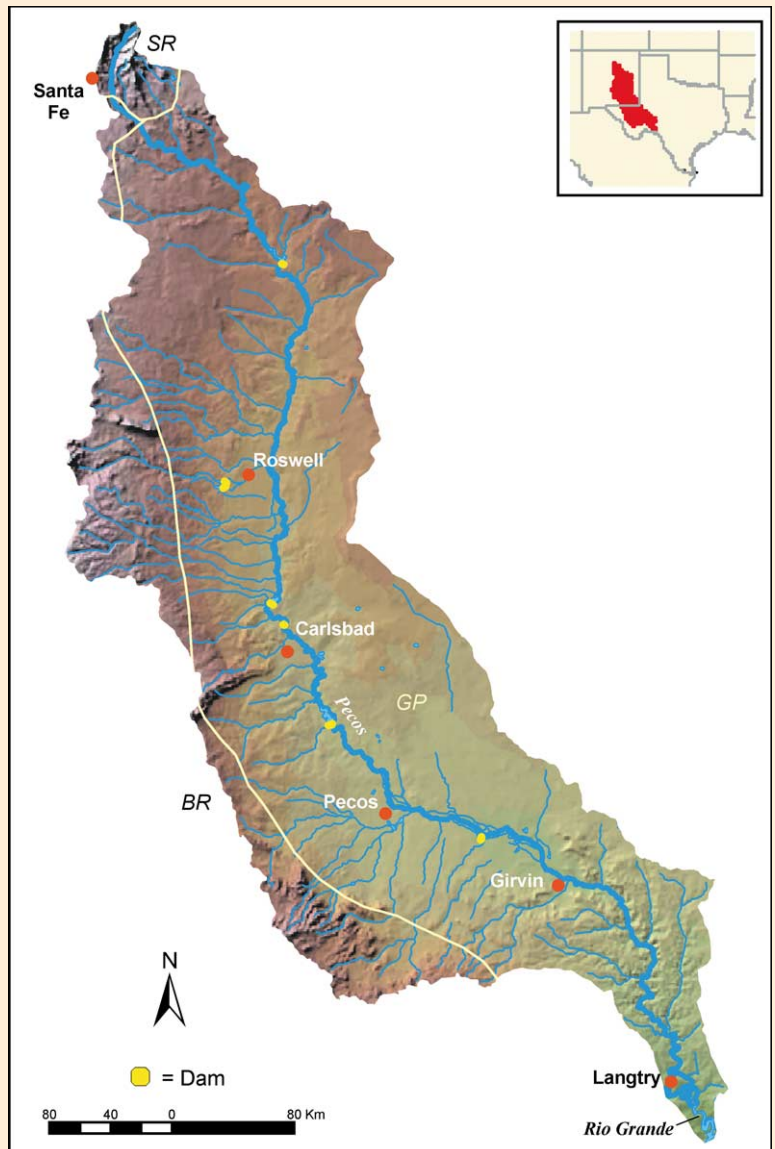 SR
Santa
Fe
Roswell
Carlsbad
Pecos
GP
Pecos
BR
Girvin
N
= Dam
Langtry
80 40 0 80 Km
Rio Grande